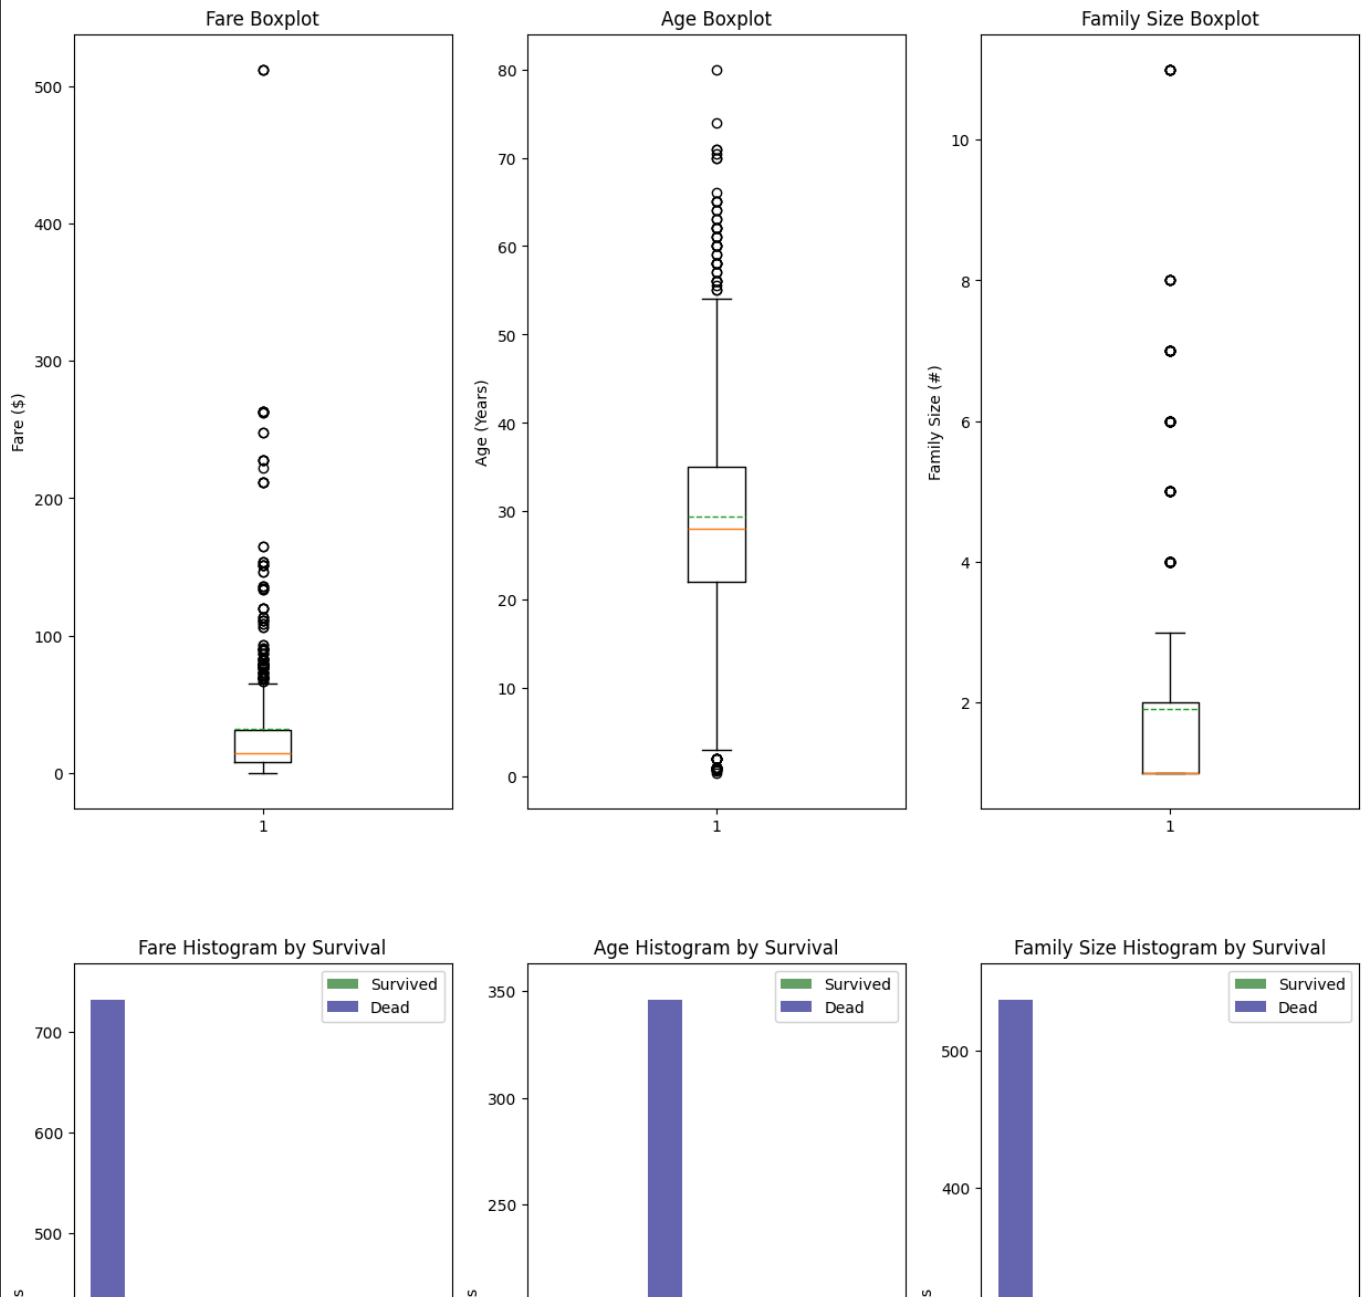 Fare Boxplot
Fare ($)
500
400
300
200
100
0
1
Age Boxplot
Age (Years)
80
70
60
50
40
30
20
10
0
1
Family Size Boxplot
Family Size (#)
10
8
6
4
2
1
Fare Histogram by Survival
Survived
Dead
700
600
500
s
Age Histogram by Survival
Survived
Dead
350
300
250
s
Family Size Histogram by Survival
Survived
Dead
500
400
s